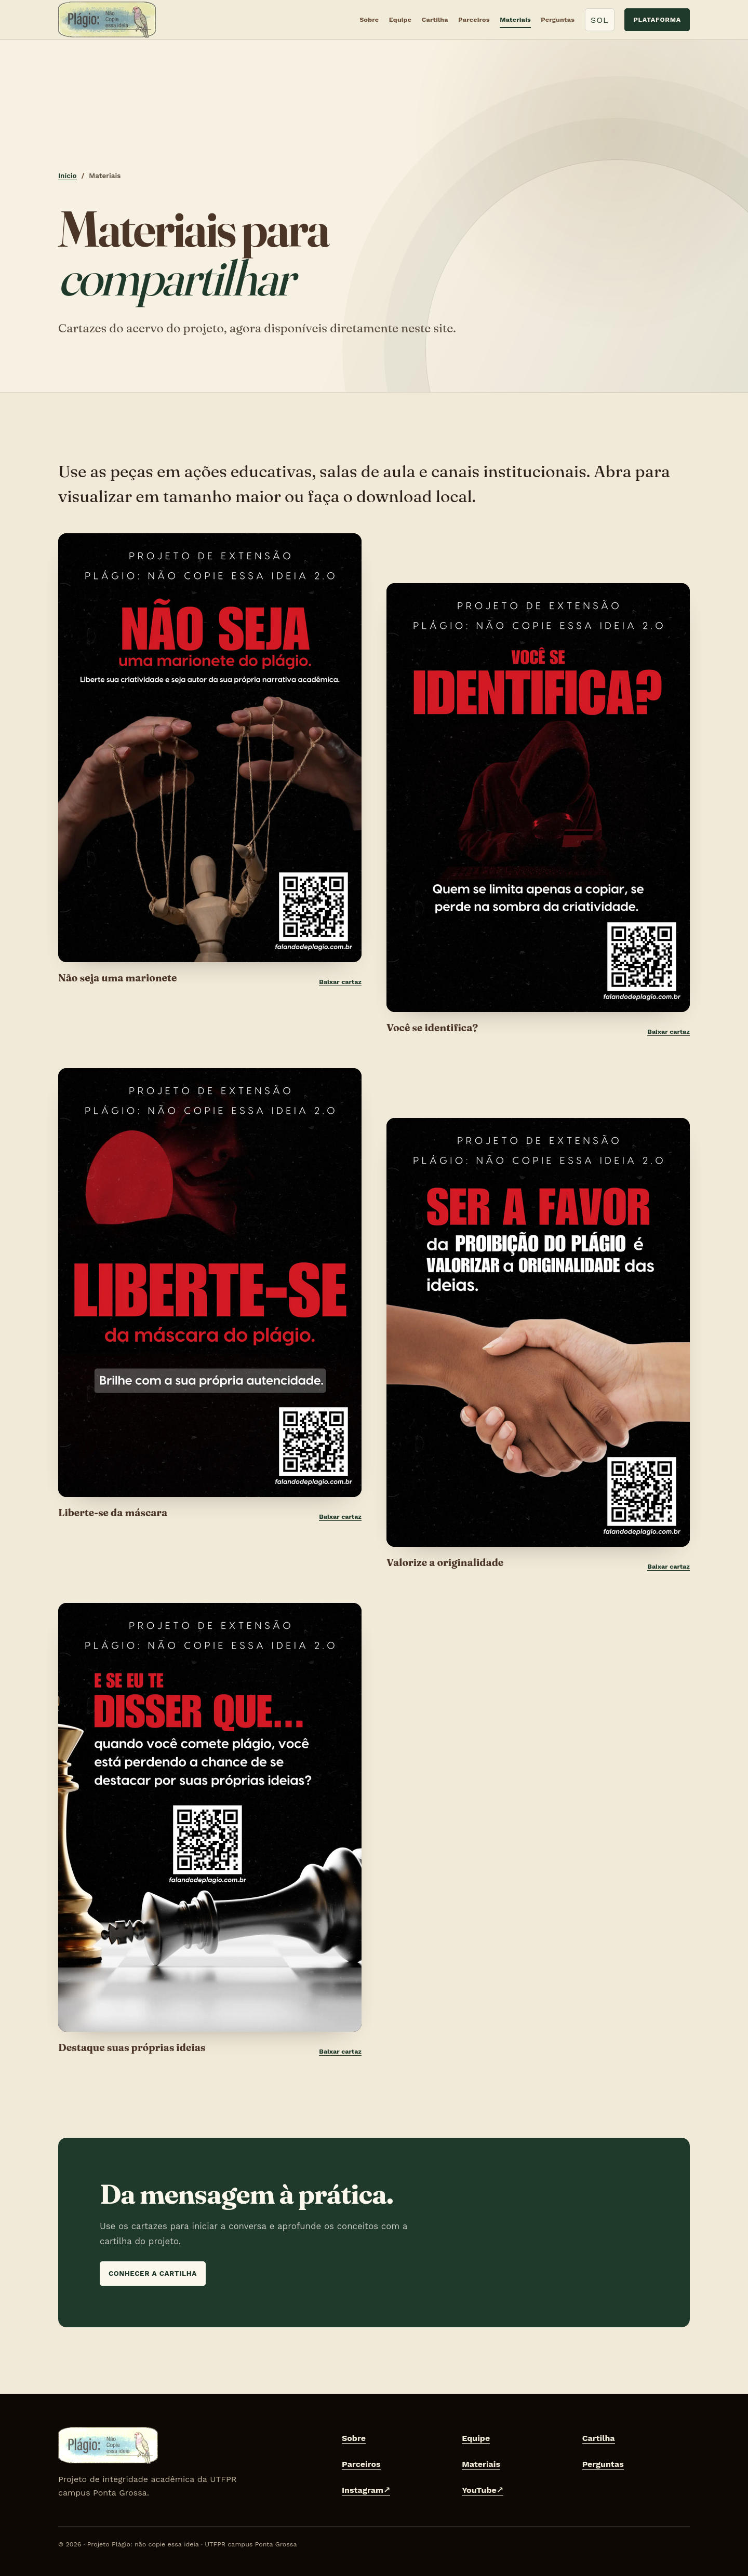 Plágio: Não Copie essa ideia
Sobre
Equipe
Cartilha
Parceiros
Materiais
Perguntas
SOL
PLATAFORMA
Início / Materiais
Materiais para
compartilhar
Cartazes do acervo do projeto, agora disponíveis diretamente neste site.
Use as peças em ações educativas, salas de aula e canais institucionais. Abra para
visualizar em tamanho maior ou faça o download local.
PROJETO DE EXTENSÃO
PLÁGIO: NÃO COPIE ESSA IDEIA 2.0
NÃO SEJA
uma marionete do plágio.
Liberte sua criatividade e seja autor da sua própria narrativa acadêmica.
falandodeplagio.com.br
Não seja uma marionete
Baixar cartaz
PROJETO DE EXTENSÃO
PLÁGIO: NÃO COPIE ESSA IDEIA 2.0
VOCÊ SE
IDENTIFICA?
Quem se limita apenas a copiar, se
perde na sombra da criatividade.
falandodeplagio.com.br
Você se identifica?
Baixar cartaz
PROJETO DE EXTENSÃO
PLÁGIO: NÃO COPIE ESSA IDEIA 2.0
LIBERTE-SE
da máscara do plágio.
Brilhe com a sua própria autencidade.
falandodeplagio.com.br
Liberte-se da máscara
Baixar cartaz
PROJETO DE EXTENSÃO
PLÁGIO: NÃO COPIE ESSA IDEIA 2.0
SER A FAVOR
da PROIBIÇÃO DO PLÁGIO é
VALORIZAR a ORIGINALIDADE das
ideias.
falandodeplagio.com.br
Valorize a originalidade
Baixar cartaz
PROJETO DE EXTENSÃO
PLÁGIO: NÃO COPIE ESSA IDEIA 2.0
E SE EU TE
DISSER QUE...
quando você comete plágio, você
está perdendo a chance de se
destacar por suas próprias ideias?
falandodeplagio.com.br
Destaque suas próprias ideias
Baixar cartaz
Da mensagem à prática.
Use os cartazes para iniciar a conversa e aprofunde os conceitos com a
cartilha do projeto.
CONHECER A CARTILHA
Plágio: Não Copie essa ideia
Projeto de integridade acadêmica da UTFPR
campus Ponta Grossa.
Sobre
Equipe
Cartilha
Parceiros
Materiais
Perguntas
Instagram↗
YouTube↗
© 2026 · Projeto Plágio: não copie essa ideia · UTFPR campus Ponta Grossa